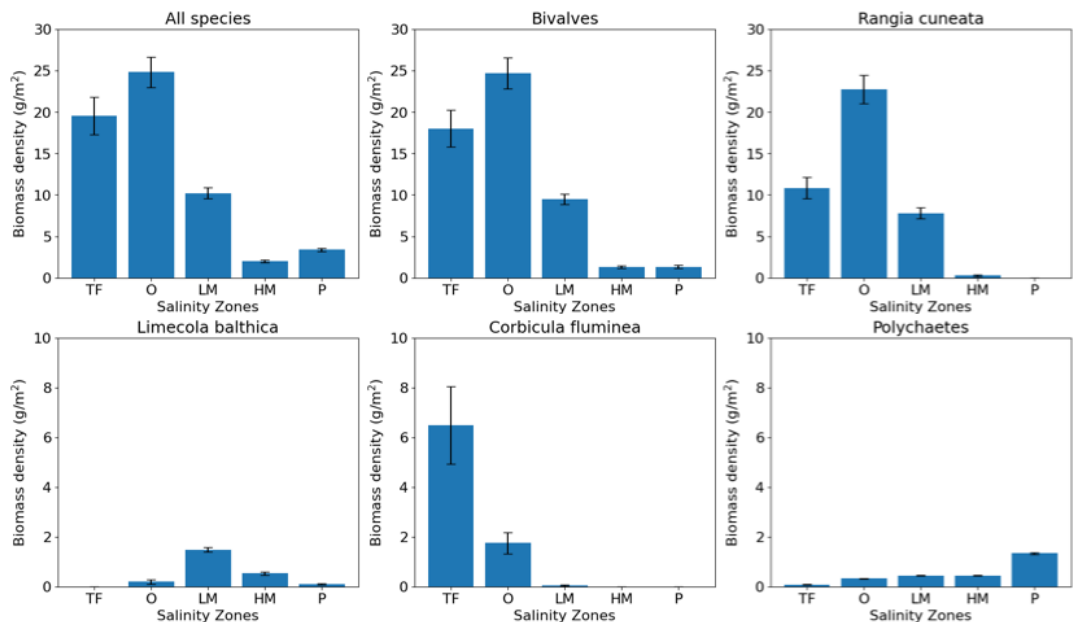 All species
30
25
20
15
10
5
0
Biomass density (g/m²)
TF O LM HM P
Salinity Zones
Bivalves
30
25
20
15
10
5
0
Biomass density (g/m²)
TF O LM HM P
Salinity Zones
Rangia cuneata
30
25
20
15
10
5
0
Biomass density (g/m²)
TF O LM HM P
Salinity Zones
Limecola balthica
10
8
6
4
2
0
Biomass density (g/m²)
TF O LM HM P
Salinity Zones
Corbicula fluminea
10
8
6
4
2
0
Biomass density (g/m²)
TF O LM HM P
Salinity Zones
Polychaetes
10
8
6
4
2
0
Biomass density (g/m²)
TF O LM HM P
Salinity Zones